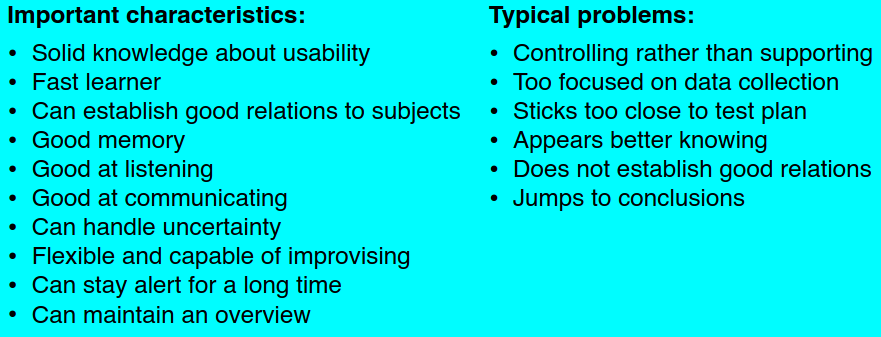 Important characteristics:
• Solid knowledge about usability
• Fast learner
• Can establish good relations to subjects
• Good memory
• Good at listening
• Good at communicating
• Can handle uncertainty
• Flexible and capable of improvising
• Can stay alert for a long time
• Can maintain an overview
Typical problems:
• Controlling rather than supporting
• Too focused on data collection
• Sticks too close to test plan
• Appears better knowing
• Does not establish good relations
• Jumps to conclusions